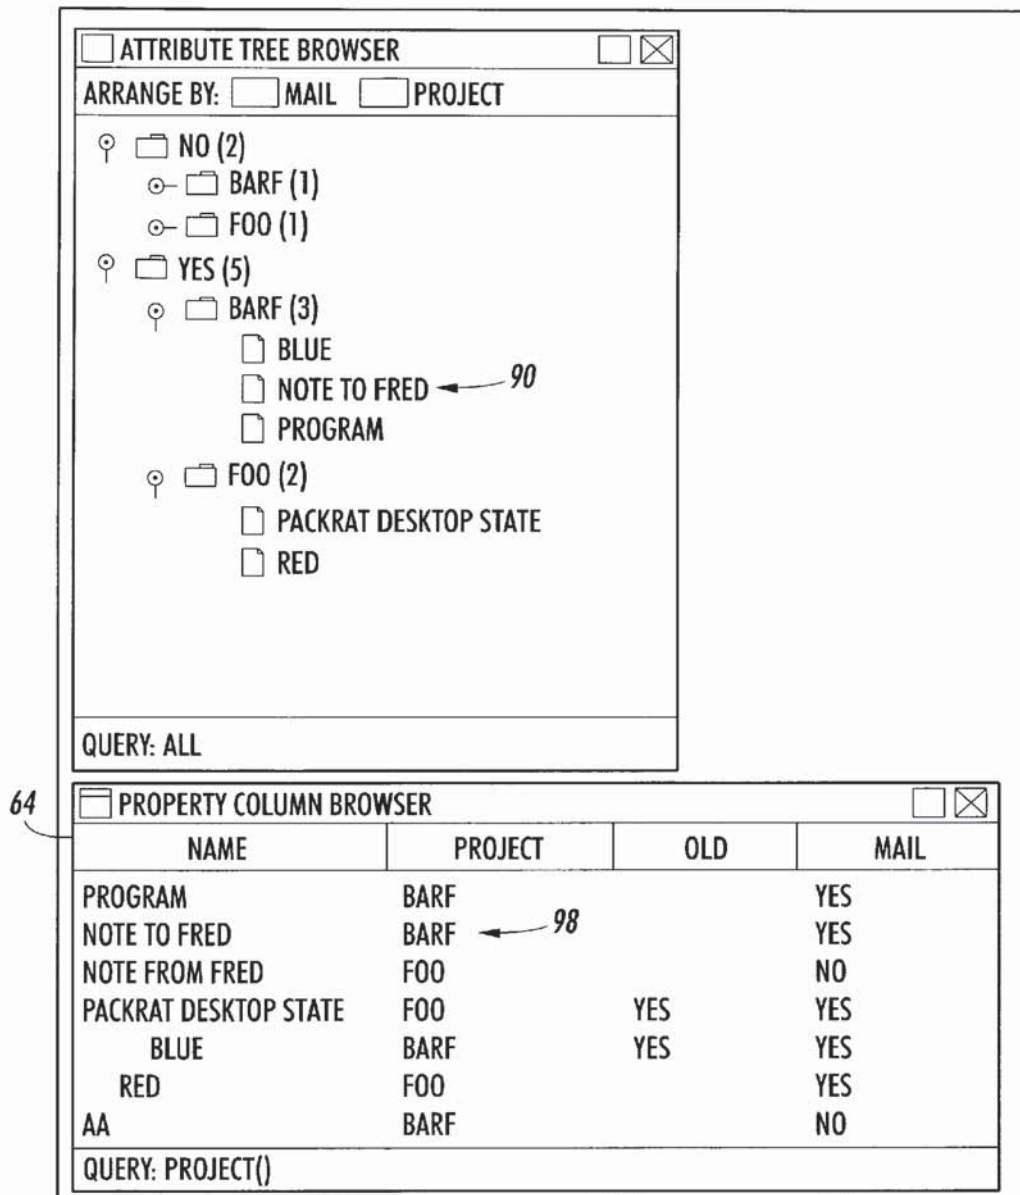 ATTRIBUTE TREE BROWSER
ARRANGE BY: MAIL PROJECT
NO (2)
BARF (1)
FOO (1)
YES (5)
BARF (3)
BLUE
NOTE TO FRED 90
PROGRAM
FOO (2)
PACKRAT DESKTOP STATE
RED
QUERY: ALL
64
PROPERTY COLUMN BROWSER
NAME PROJECT OLD MAIL
PROGRAM BARF YES
NOTE TO FRED BARF 98 YES
NOTE FROM FRED FOO NO
PACKRAT DESKTOP STATE FOO YES YES
BLUE BARF YES YES
RED FOO YES
AA BARF NO
QUERY: PROJECT()